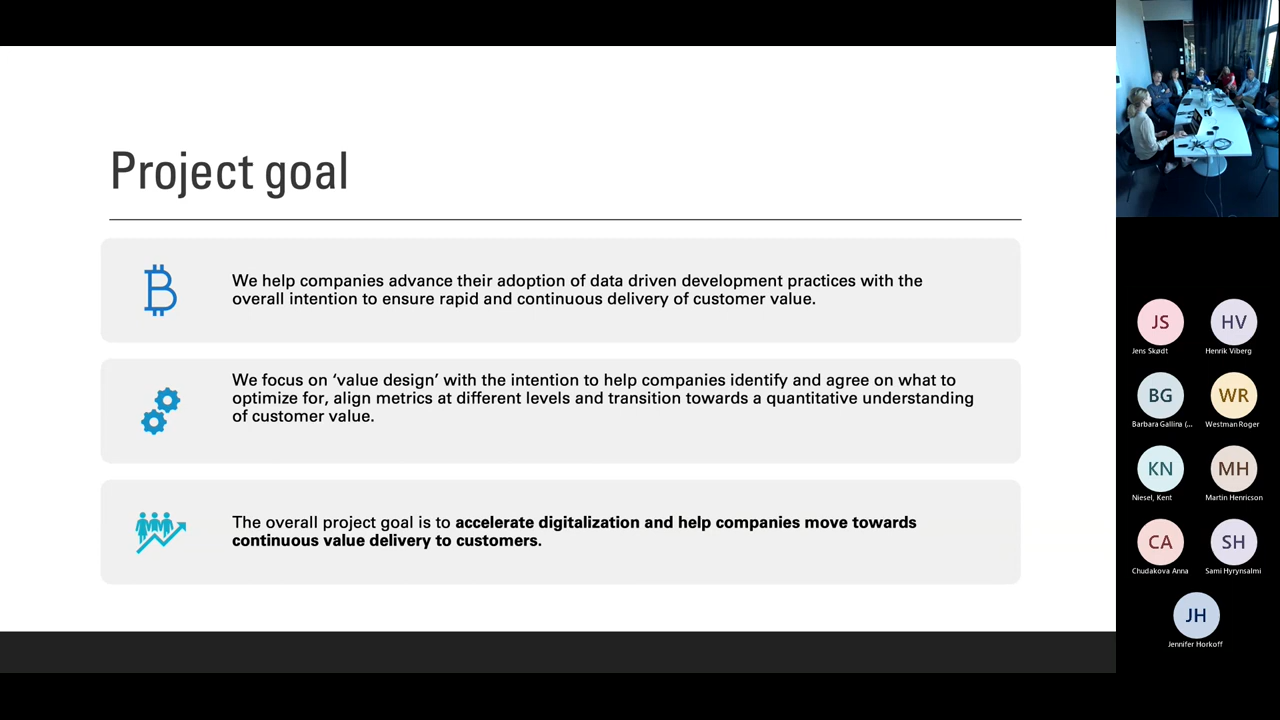 Project goal
We help companies advance their adoption of data driven development practices with the
overall intention to ensure rapid and continuous delivery of customer value.
We focus on ‘value design’ with the intention to help companies identify and agree on what to
optimize for, align metrics at different levels and transition towards a quantitative understanding
of customer value.
The overall project goal is to accelerate digitalization and help companies move towards
continuous value delivery to customers.
JS
HV
Jens Skødt
Henrik Viberg
BG
WR
Barbara Gallina (...
Westman Roger
KN
MH
Niesel, Kent
Martin Henricson
CA
SH
Chudakova Anna
Sami Hyrynsalmi
JH
Jennifer Horkoff